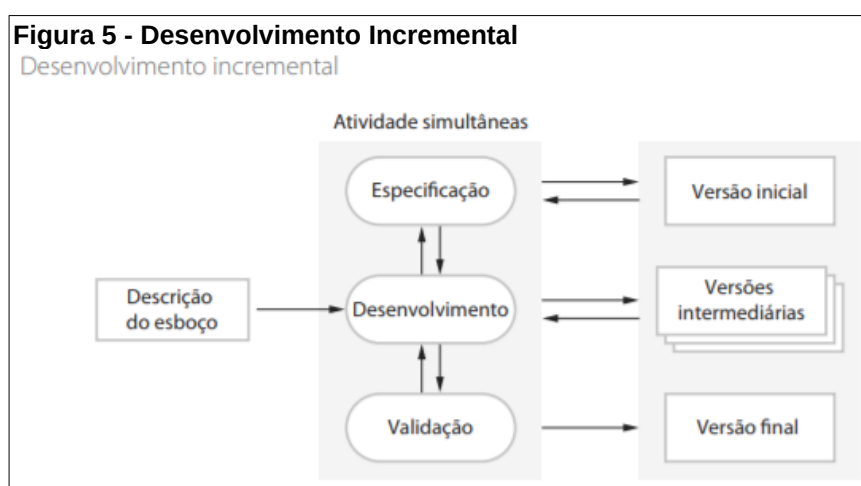 Figura 5 - Desenvolvimento Incremental
Desenvolvimento incremental
Atividade simultâneas
Especificação
Versão inicial
Descrição
do esboço
Desenvolvimento
Versões
intermediárias
Validação
Versão final